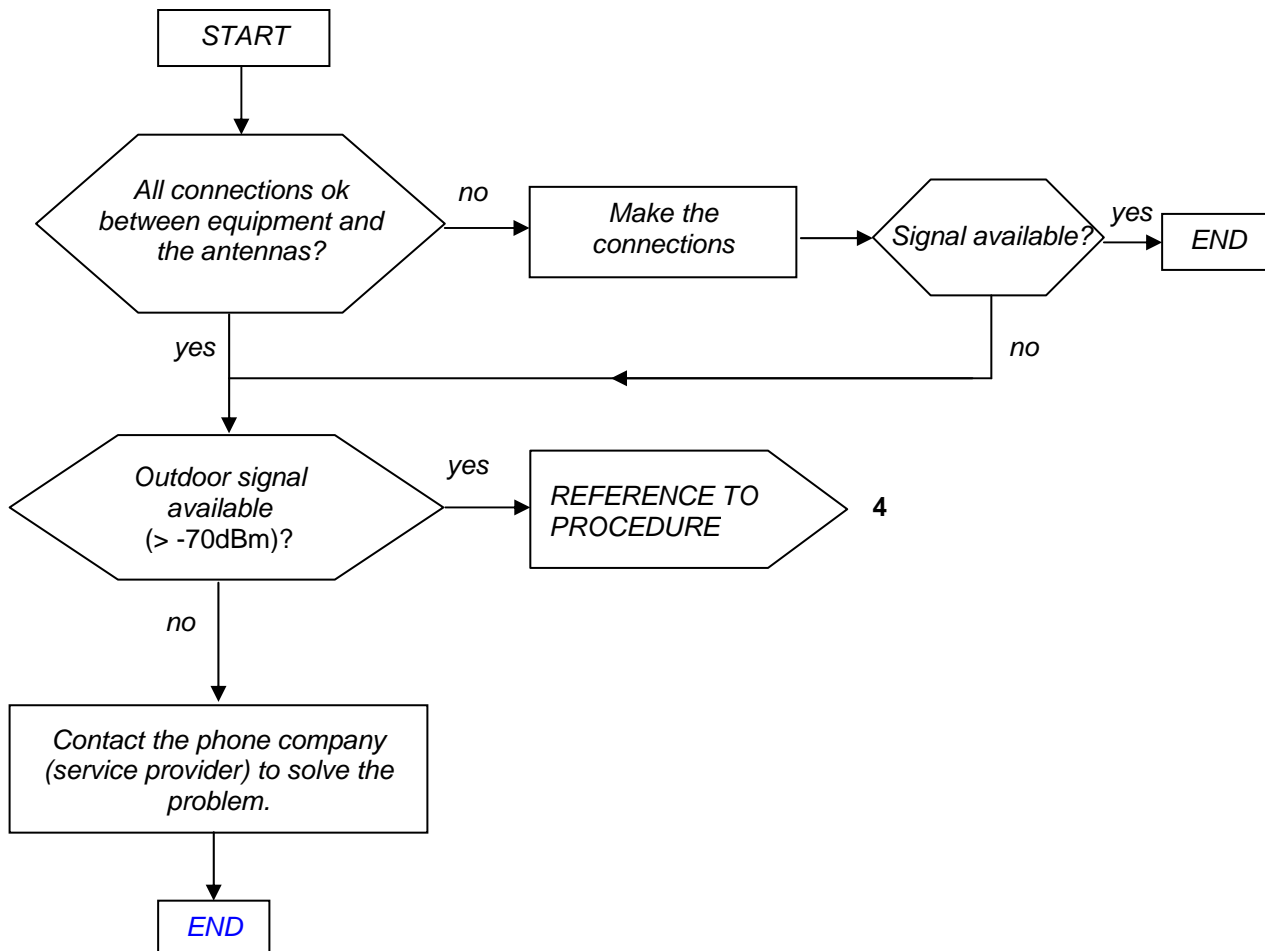 START
All connections ok
between equipment and
the antennas?
no
Make the
connections
Signal available?
yes
END
yes
no
Outdoor signal
available
(> -70dBm)?
yes
REFERENCE TO
PROCEDURE
4
no
Contact the phone company
(service provider) to solve the
problem.
END